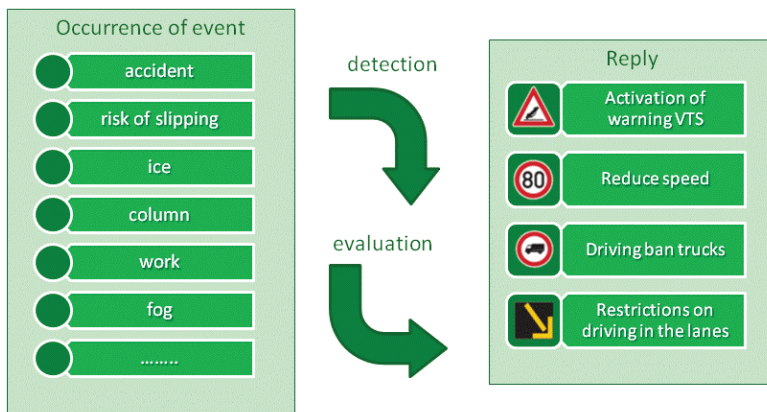 Occurrence of event
accident
risk of slipping
ice
column
work
fog
........
detection
evaluation
Reply
Activation of
warning VTS
80
Reduce speed
Driving ban trucks
Restrictions on
driving in the lanes